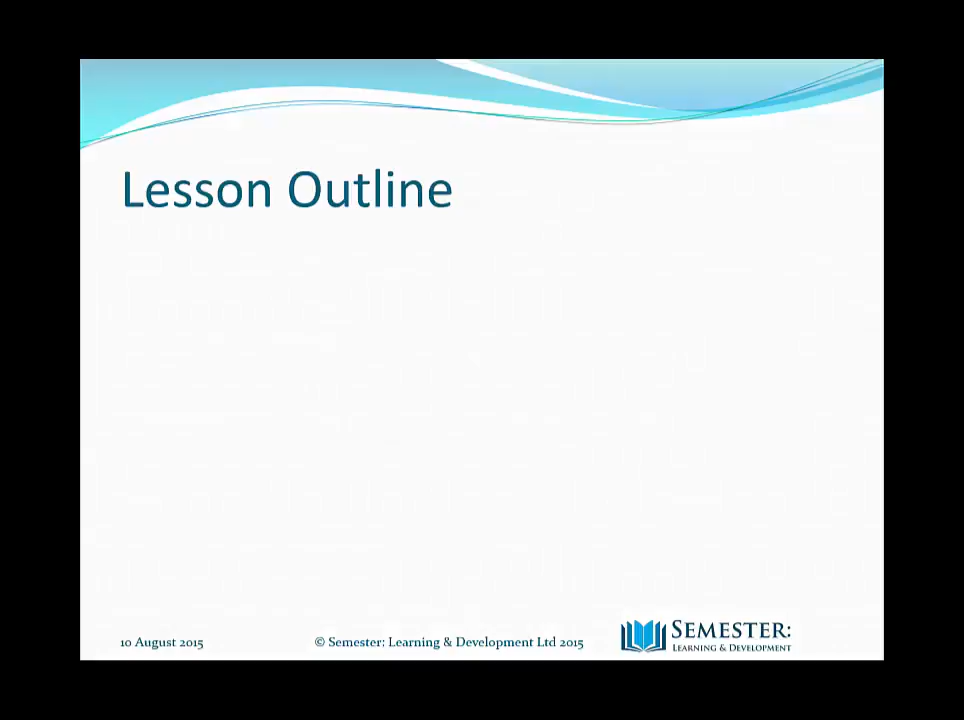 Lesson Outline
10 August 2015
© Semester: Learning & Development Ltd 2015
SEMESTER:
LEARNING & DEVELOPMENT